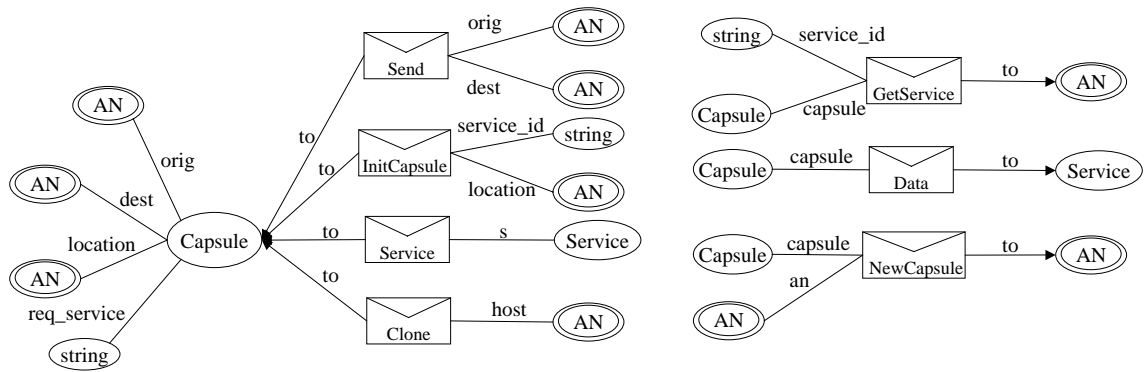 AN
orig
AN
dest
location
AN
req_service
string
Capsule
to
Send
orig
AN
dest
AN
to
InitCapsule
service_id
string
location
AN
to
Service
s
Service
to
Clone
host
AN
string
service_id
Capsule
capsule
GetService
to
AN
Capsule
capsule
Data
to
Service
Capsule
capsule
AN
an
NewCapsule
to
AN